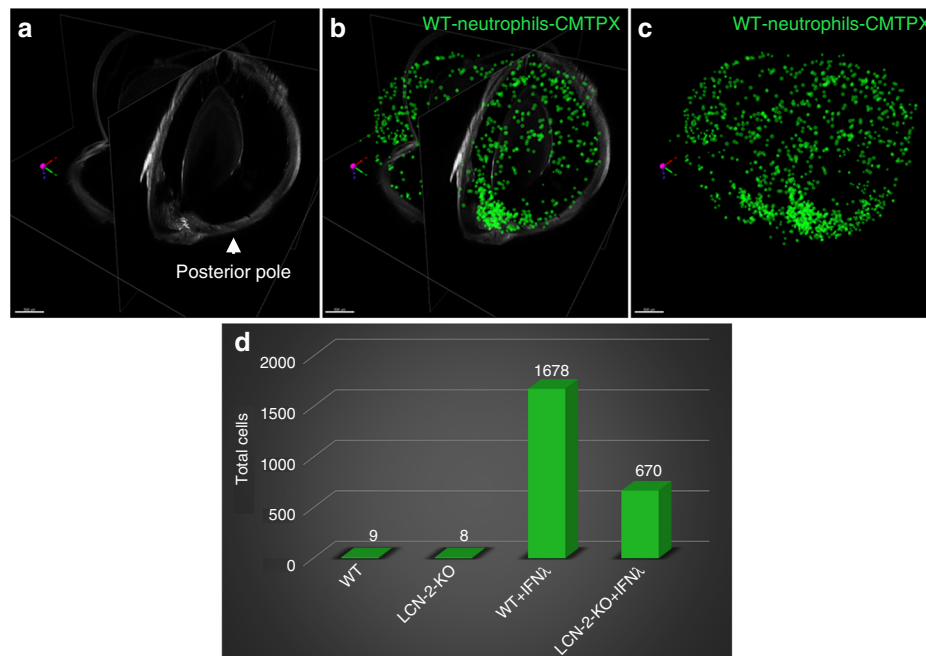 a
Posterior pole
b
WT-neutrophils-CMTPX
c
WT-neutrophils-CMTPX
d
Total cells
2000
1500
1000
500
0
9
8
1678
670
WT
LCN-2-KO
WT+IFNλ
LCN-2-KO+IFNλ